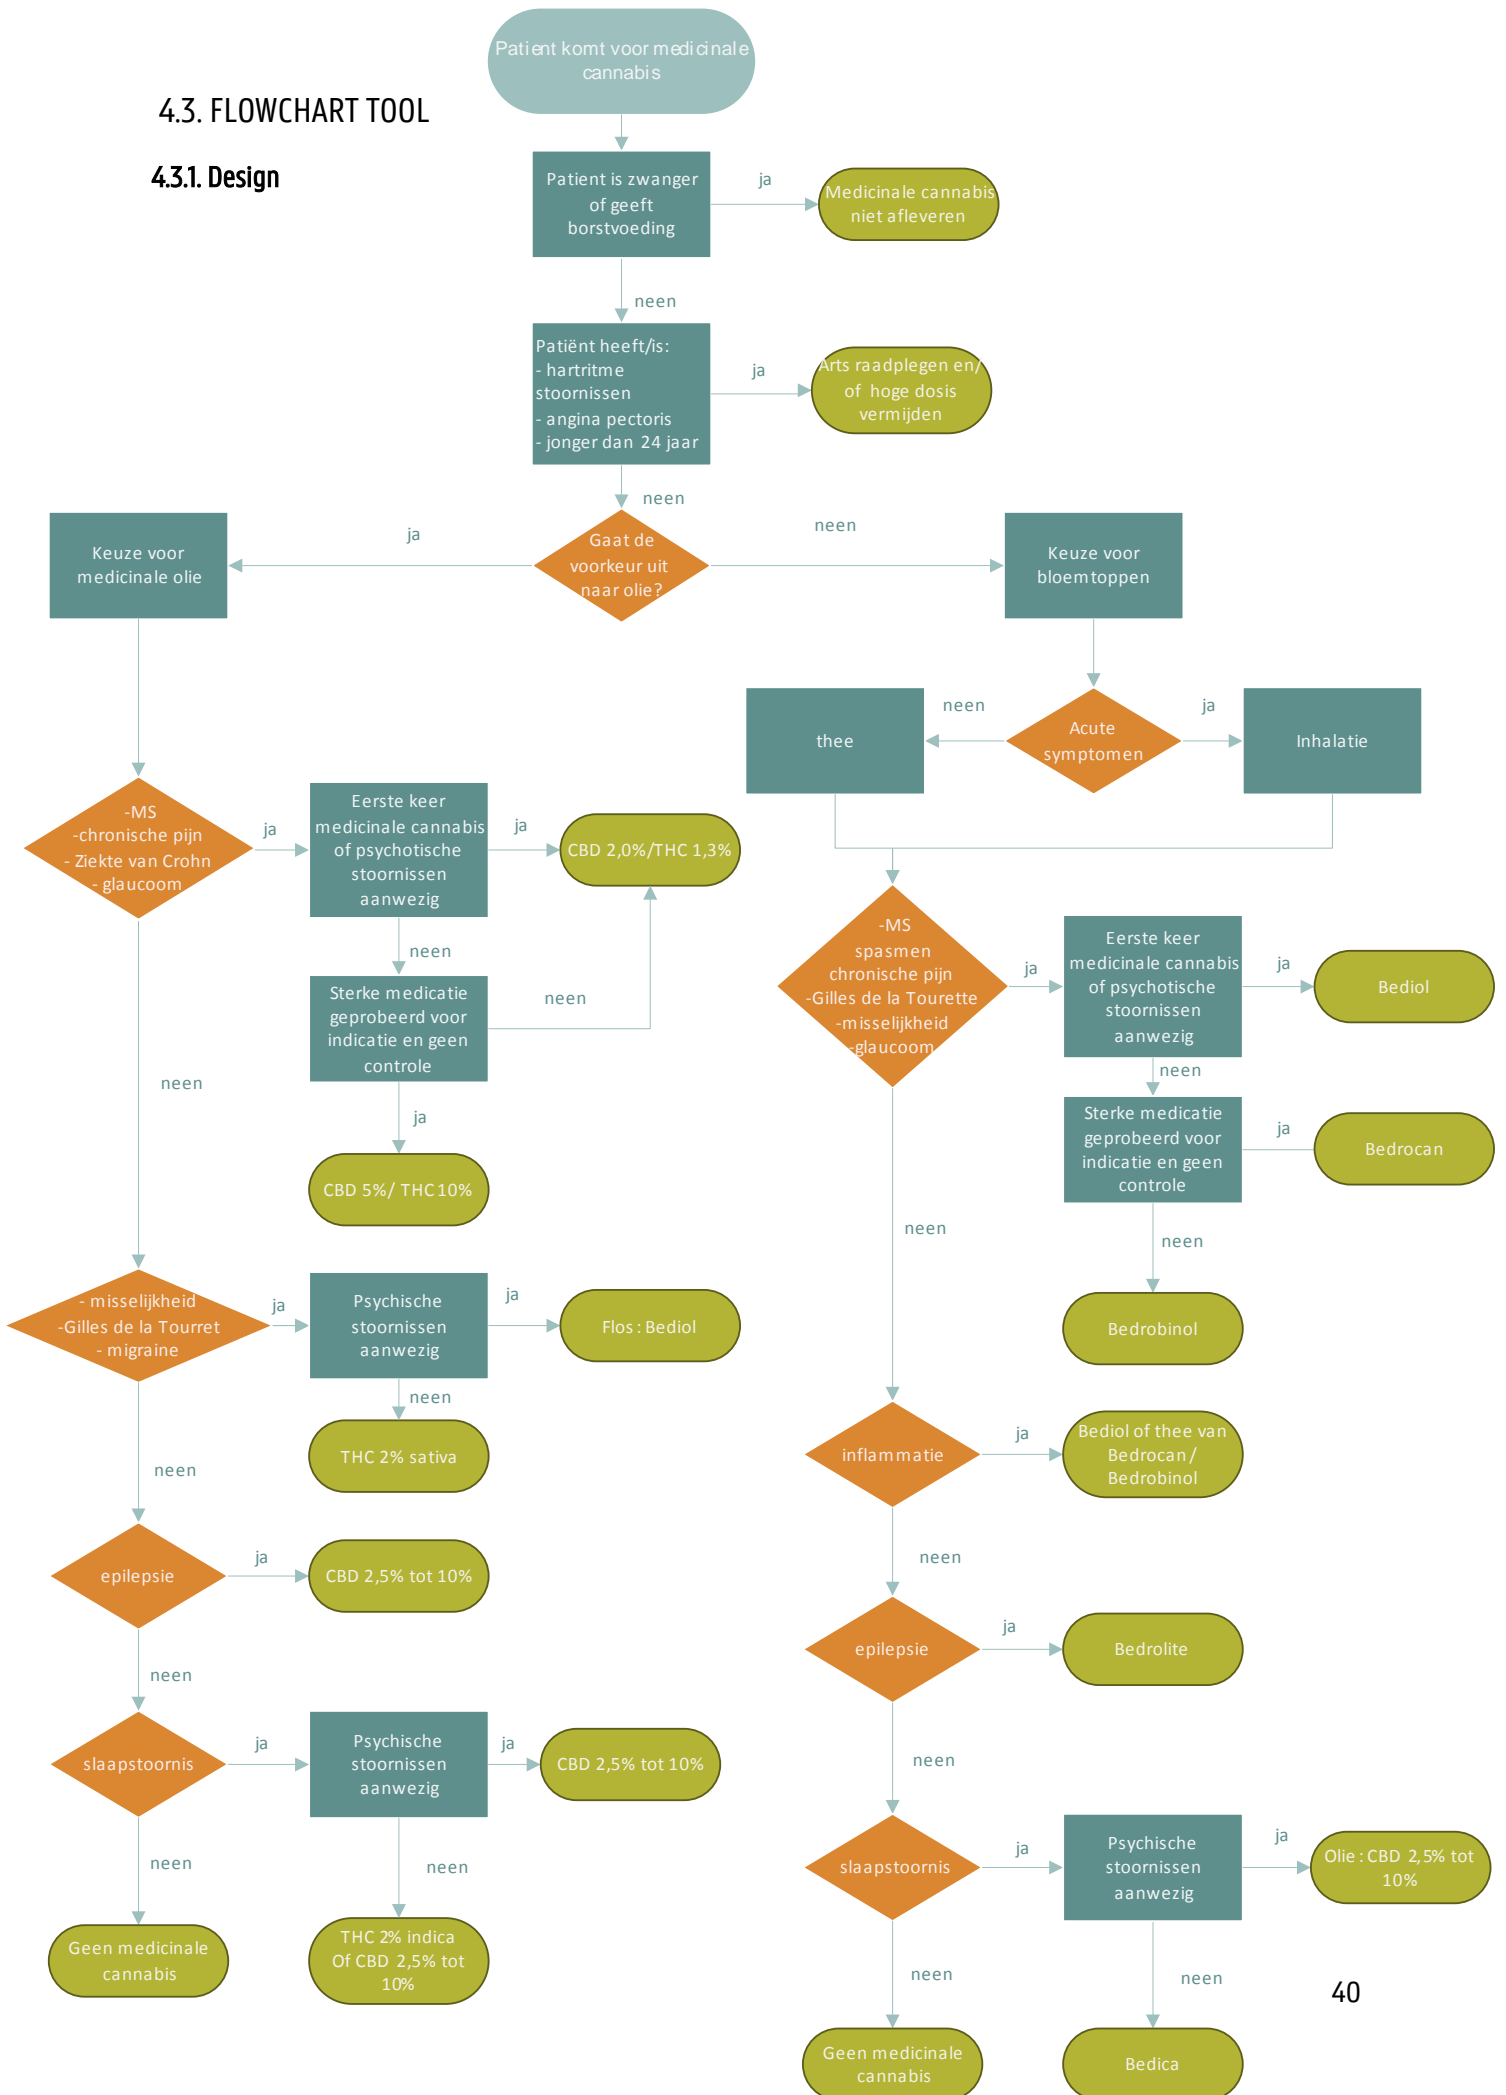 Patient komt voor medicinale
cannabis
4.3. FLOWCHART TOOL
4.3.1. Design
Patient is zwanger
of geeft
borstvoeding
ja
Medicinale cannabis
niet afleveren
neen
Patiënt heeft/is:
- hartritme
stoornissen
- angina pectoris
- jonger dan 24 jaar
ja
Arts raadplegen en/
of hoge dosis
vermijden
neen
Gaat de
voorkeur uit
naar olie?
ja
neen
Keuze voor
medicinale olie
Keuze voor
bloemtoppen
Acute
symptomen
neen
ja
thee
Inhalatie
-MS
-chronische pijn
- Ziekte van Crohn
- glaucoom
ja
Eerste keer
medicinale cannabis
of psychotische
stoornissen
aanwezig
ja
CBD 2,0%/THC 1,3%
neen
Sterke medicatie
geprobeerd voor
indicatie en geen
controle
neen
ja
CBD 5%/ THC 10%
neen
- misselijkheid
-Gilles de la Tourret
- migraine
ja
Psychische
stoornissen
aanwezig
ja
Flos : Bediol
neen
THC 2% sativa
neen
epilepsie
ja
CBD 2,5% tot 10%
neen
slaapstoornis
ja
Psychische
stoornissen
aanwezig
ja
CBD 2,5% tot 10%
neen
neen
Geen medicinale
cannabis
THC 2% indica
Of CBD 2,5% tot
10%
-MS
spasmen
chronische pijn
-Gilles de la Tourette
-misselijkheid
-glaucoom
ja
Eerste keer
medicinale cannabis
of psychotische
stoornissen
aanwezig
ja
Bediol
neen
Sterke medicatie
geprobeerd voor
indicatie en geen
controle
ja
Bedrocan
neen
Bedrobinol
neen
inflammatie
ja
Bediol of thee van
Bedrocan /
Bedrobinol
neen
epilepsie
ja
Bedrolite
neen
slaapstoornis
ja
Psychische
stoornissen
aanwezig
ja
Olie : CBD 2,5% tot
10%
neen
neen
Geen medicinale
cannabis
Bedica
40